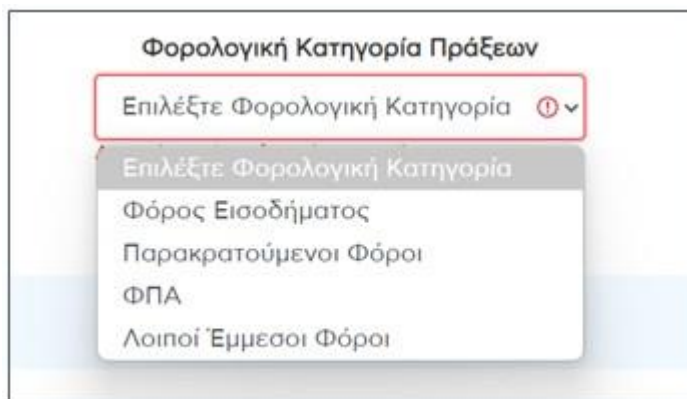 Φορολογική Κατηγορία Πράξεων
Επιλέξτε Φορολογική Κατηγορία
Επιλέξτε Φορολογική Κατηγορία
Φόρος Εισοδήματος
Παρακρατούμενοι Φόροι
ΦΠΑ
Λοιποί Έμμεσοι Φόροι